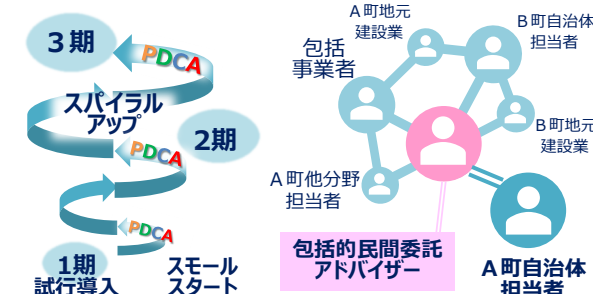 ３期
PDCA
スパイラル
アップ
2期
PDCA
PDCA
1期
試行導入
スモール
スタート
Ａ町地元
建設業
Ｂ町自治体
担当者
包括
事業者
Ｂ町地元
建設業
Ａ町他分野
担当者
包括的民間委託
アドバイザー
Ａ町自治体
担当者